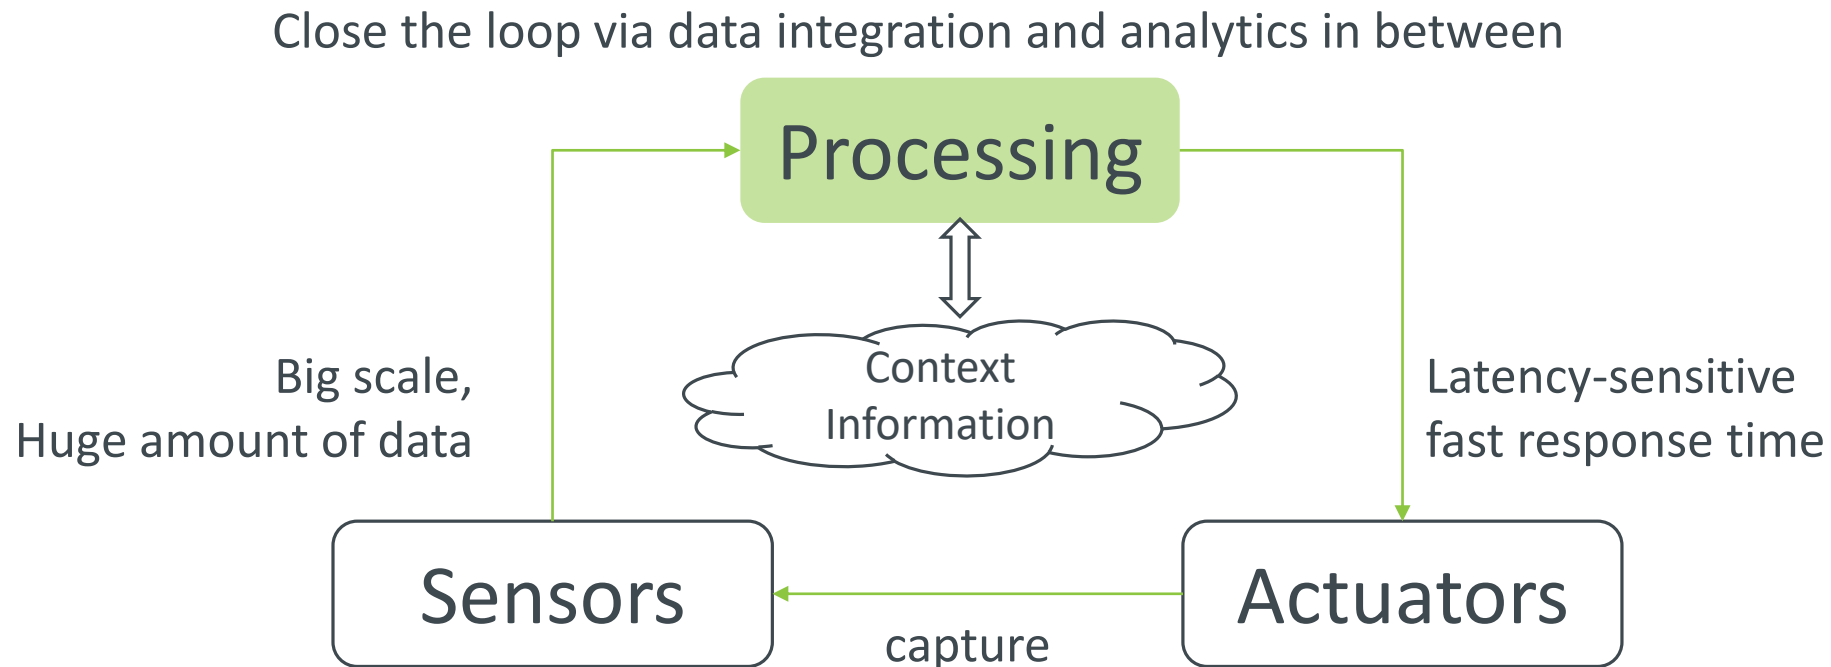 Close the loop via data integration and analytics in between
Processing
Context
Information
Big scale,
Huge amount of data
Latency-sensitive
fast response time
Sensors
Actuators
capture